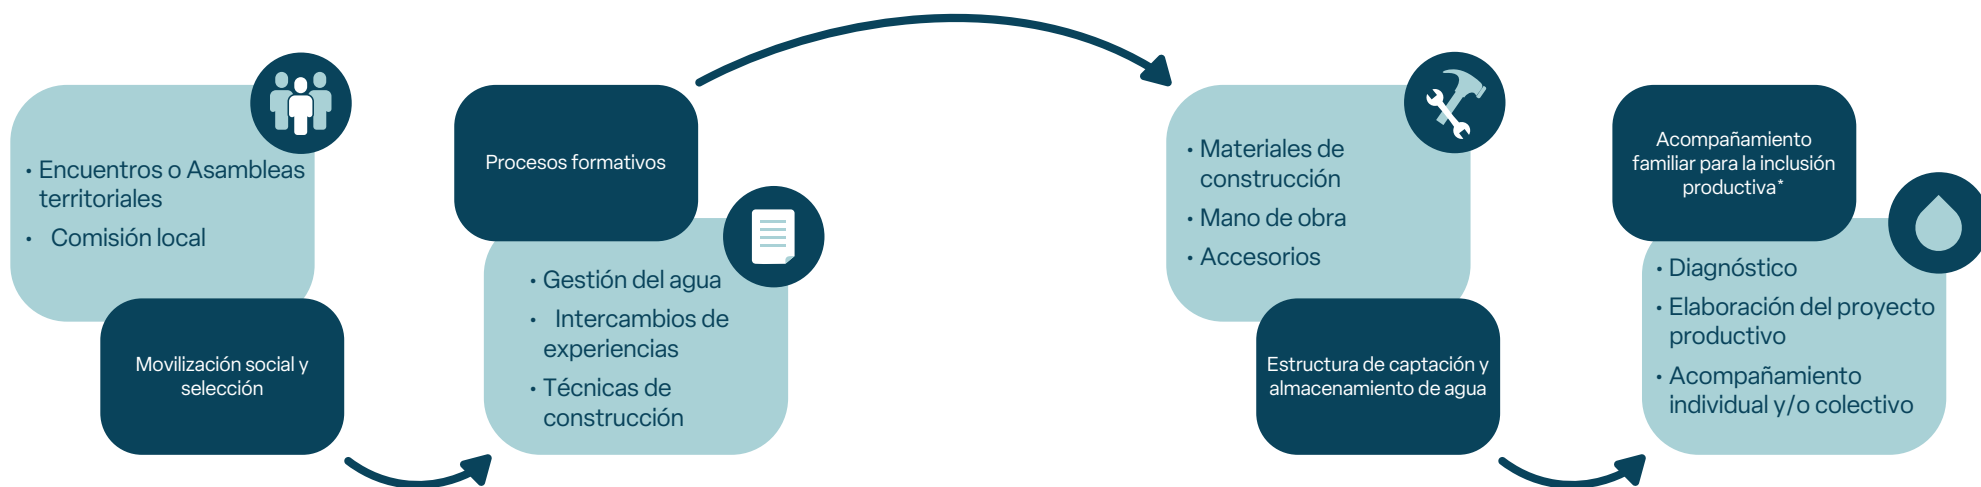 • Encuentros o Asambleas
territoriales
• Comisión local
Movilización social y
selección
Procesos formativos
• Gestión del agua
• Intercambios de
experiencias
• Técnicas de
construcción
• Materiales de
construcción
• Mano de obra
• Accesorios
Estructura de captación y
almacenamiento de agua
Acompañamiento
familiar para la inclusión
productiva*
• Diagnóstico
• Elaboración del proyecto
productivo
• Acompañamiento
individual y/o colectivo